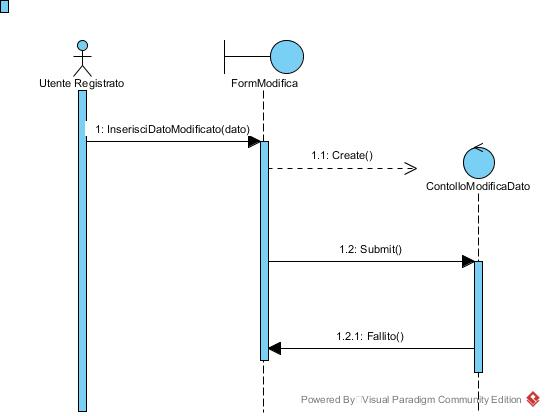 Utente Registrato
FormModifica
1: InserisciDatoModificato(dato)
1.1: Create()
ContolloModificaDato
1.2: Submit()
1.2.1: Fallito()
Powered By Visual Paradigm Community Edition